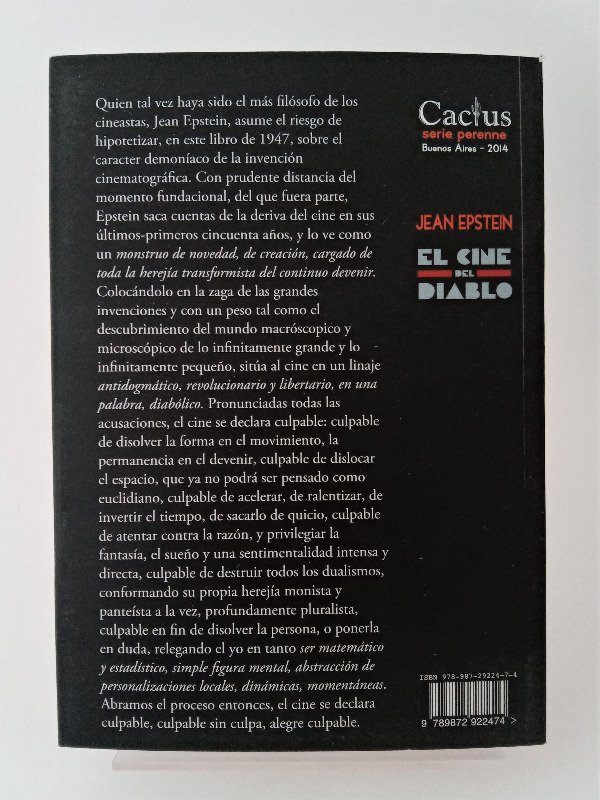 Quien tal vez haya sido el más filósofo de los
cineastas, Jean Epstein, asume el riesgo de
hipotetizar, en este libro de 1947, sobre el
caracter demoníaco de la invención
cinematográfica. Con prudente distancia del
momento fundacional, del que fuera parte,
Epstein saca cuentas de la deriva del cine en sus
últimos-primeros cincuenta años, y lo ve como
un monstruo de novedad, de creación, cargado de
toda la herejía transformista del continuo devenir.
Colocándolo en la zaga de las grandes
invenciones y con un peso tal como el
descubrimiento del mundo macróscopico y
microscópico de lo infinitamente grande y lo
infinitamente pequeño, sitúa al cine en un linaje
antidogmático, revolucionario y libertario, en una
palabra, diabólico. Pronunciadas todas las
acusaciones, el cine se declara culpable: culpable
de disolver la forma en el movimiento, la
permanencia en el devenir, culpable de dislocar
el espacio, que ya no podrá ser pensado como
euclidiano, culpable de acelerar, de ralentizar, de
invertir el tiempo, de sacarlo de quicio, culpable
de atentar contra la razón, y privilegiar la
fantasía, el sueño y una sentimentalidad intensa y
directa, culpable de destruir todos los dualismos,
conformando su propia herejía monista y
panteísta a la vez, profundamente pluralista,
culpable en fin de disolver la persona, o ponerla
en duda, relegando el yo en tanto ser matemático
y estadístico, simple figura mental, abstracción de
personalizaciones locales, dinámicas, momentáneas.
Abramos el proceso entonces, el cine se declara
culpable, culpable sin culpa, alegre culpable.
Cactus
serie perenne
Buenos Aires - 2014
JEAN EPSTEIN
EL CINE
DEL
DIABLO
ISBN 978-987-29224-7-4
9 789872 922474 >